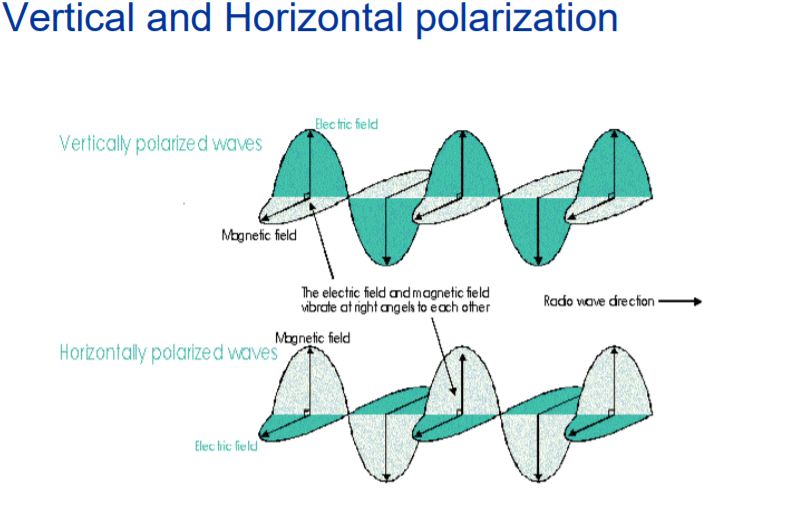 Vertical and Horizontal polarization
Electric field
Vertically polarized waves
Magnetic field
The electric field and magnetic field
vibrate at right angels to each other
Radio wave direction
Magnetic field
Horizontally polarized waves
Electric field